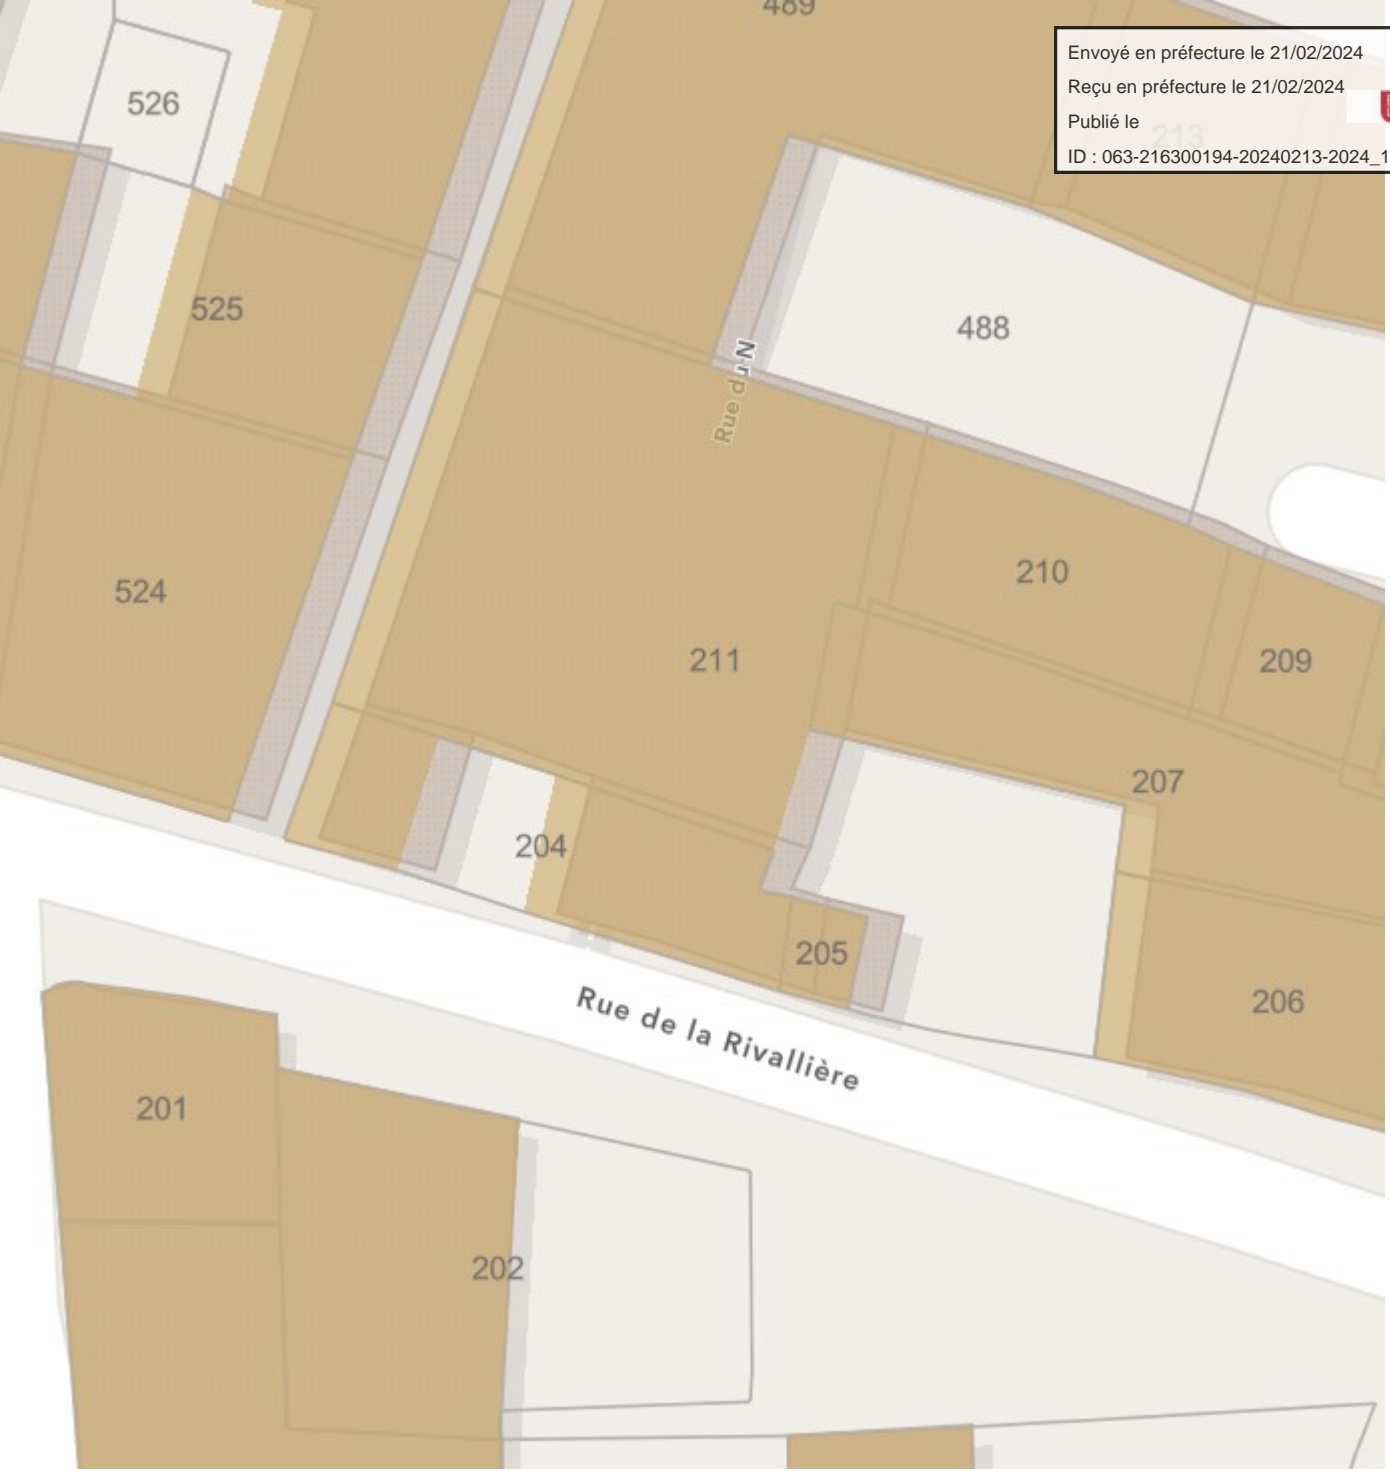 489
Envoyé en préfecture le 21/02/2024
Reçu en préfecture le 21/02/2024
Publié le
213
ID : 063-216300194-20240213-2024_1
526
525
488
Rue du N
524
210
211
209
207
204
205
206
Rue de la Rivallière
201
202